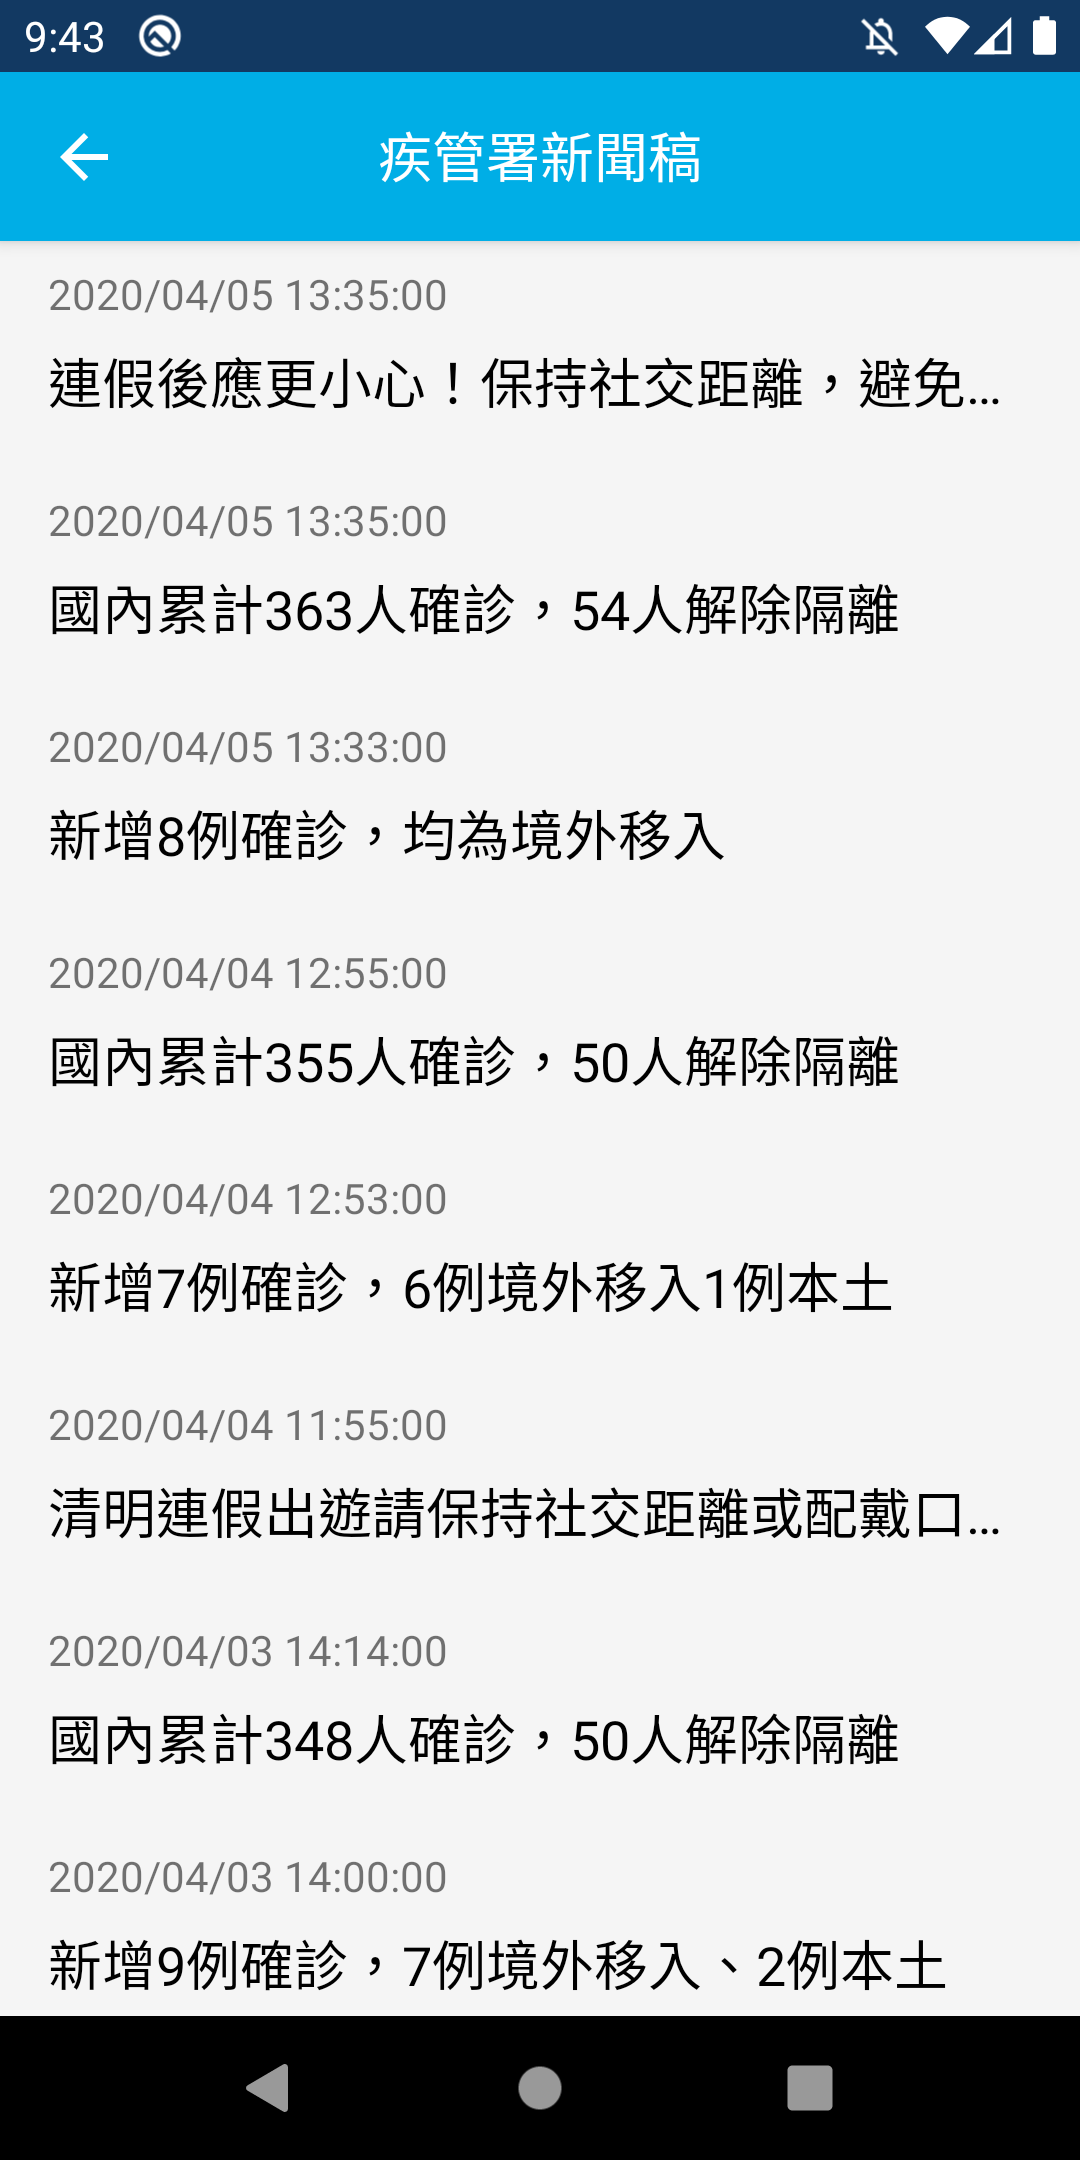 9:43
疾管署新聞稿
2020/04/05 13:35:00
連假後應更小心！保持社交距離，避免...
2020/04/05 13:35:00
國內累計363人確診，54人解除隔離
2020/04/05 13:33:00
新增8例確診，均為境外移入
2020/04/04 12:55:00
國內累計355人確診，50人解除隔離
2020/04/04 12:53:00
新增7例確診，6例境外移入1例本土
2020/04/04 11:55:00
清明連假出遊請保持社交距離或配戴口...
2020/04/03 14:14:00
國內累計348人確診，50人解除隔離
2020/04/03 14:00:00
新增9例確診，7例境外移入、2例本土